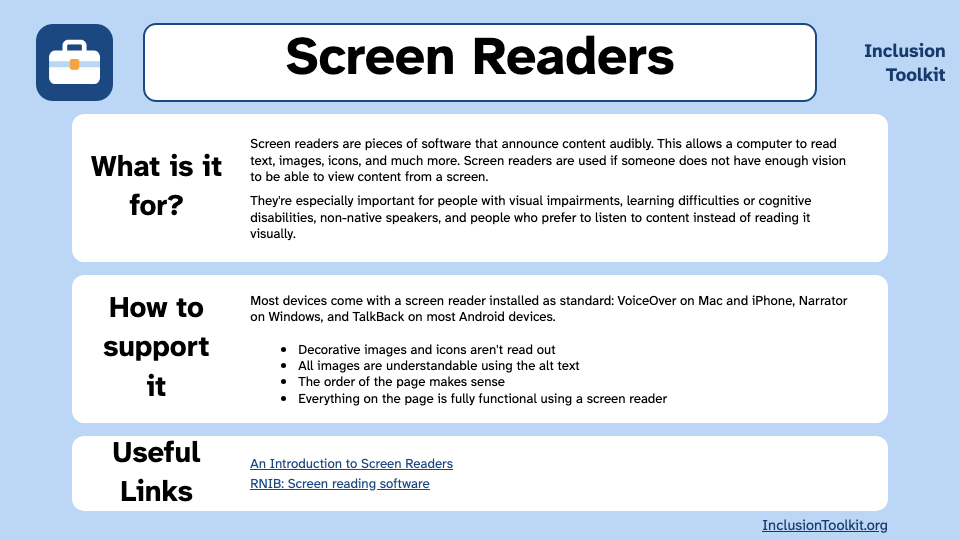 Screen Readers
Inclusion
Toolkit
What is it
for?
Screen readers are pieces of software that announce content audibly. This allows a computer to read
text, images, icons, and much more. Screen readers are used if someone does not have enough vision
to be able to view content from a screen.
They're especially important for people with visual impairments, learning difficulties or cognitive
disabilities, non-native speakers, and people who prefer to listen to content instead of reading it
visually.
How to
support
it
Most devices come with a screen reader installed as standard: VoiceOver on Mac and iPhone, Narrator
on Windows, and TalkBack on most Android devices.
• Decorative images and icons aren't read out
• All images are understandable using the alt text
• The order of the page makes sense
• Everything on the page is fully functional using a screen reader
Useful
Links
An Introduction to Screen Readers
RNIB: Screen reading software
InclusionToolkit.org